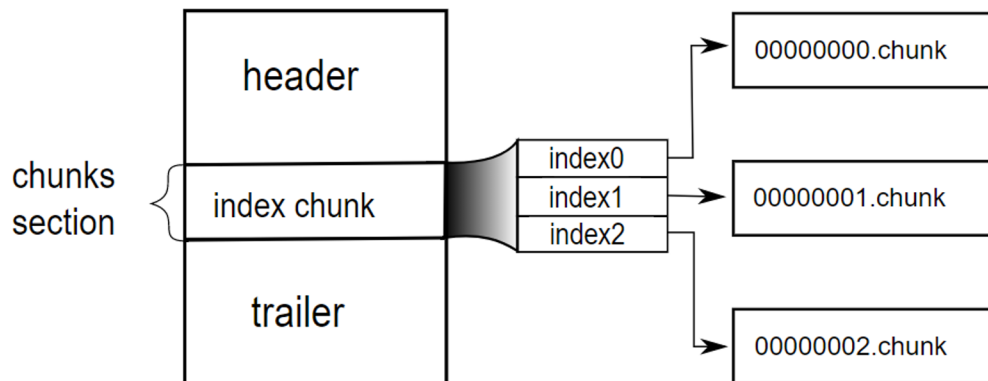 header
chunks
section
index chunk
trailer
index0
index1
index2
00000000.chunk
00000001.chunk
00000002.chunk